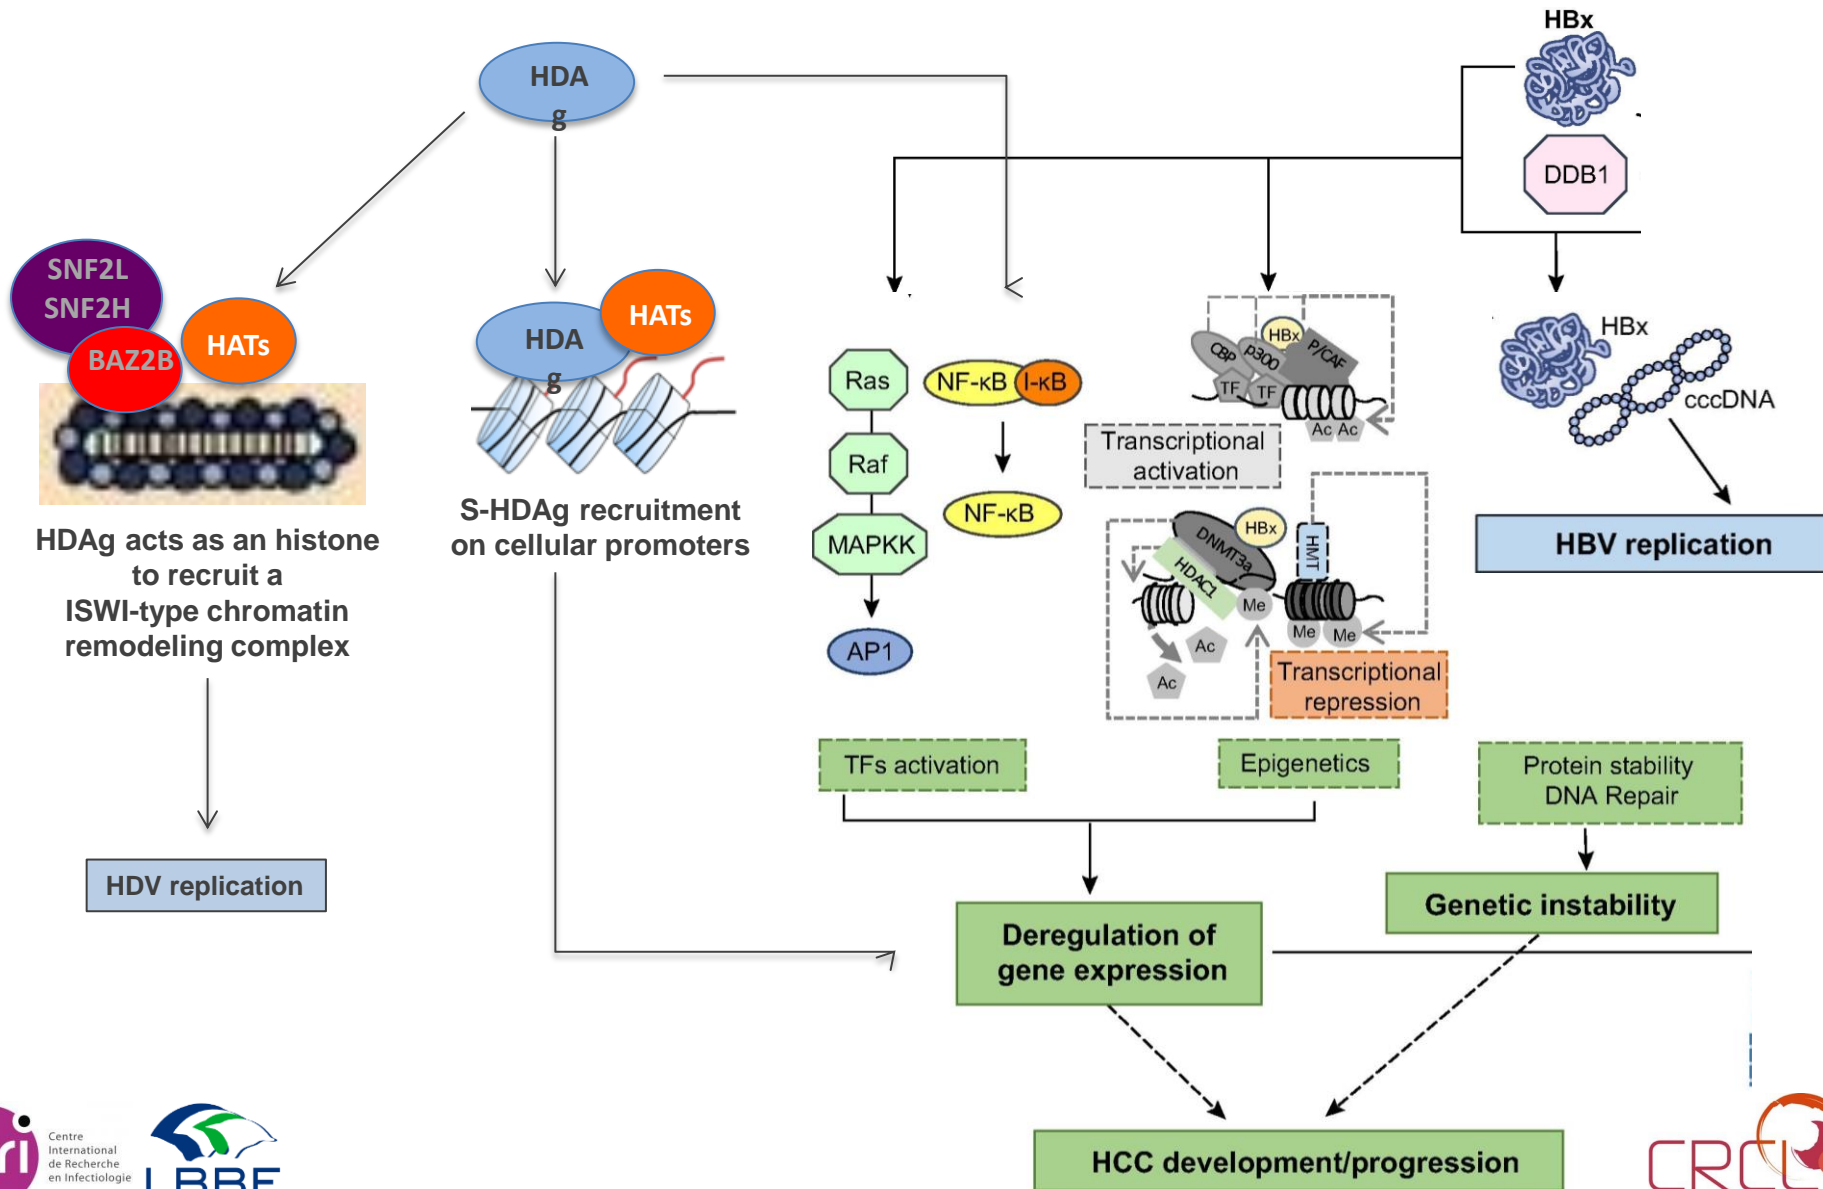 HBx
HDA
g
DDB1
SNF2L
SNF2H
BAZ2B
HATs
HDA
g
HATs
HDAg acts as an histone
to recruit a
ISWI-type chromatin
remodeling complex
S-HDAg recruitment
on cellular promoters
HDV replication
Ras
Raf
MAPKK
AP1
NF-κB
I-κB
NF-κB
CBP
p300
HBx
P/CAF
TF
TF
Ac
Ac
Transcriptional
activation
DNMT3a
HBx
HDAC1
HMT
Me
Me
Me
Ac
Ac
Transcriptional
repression
HBx
cccDNA
HBV replication
TFs activation
Epigenetics
Protein stability
DNA Repair
Deregulation of
gene expression
Genetic instability
HCC development/progression
ri
Centre
International
de Recherche
en Infectiologie
LBBE
CRCL